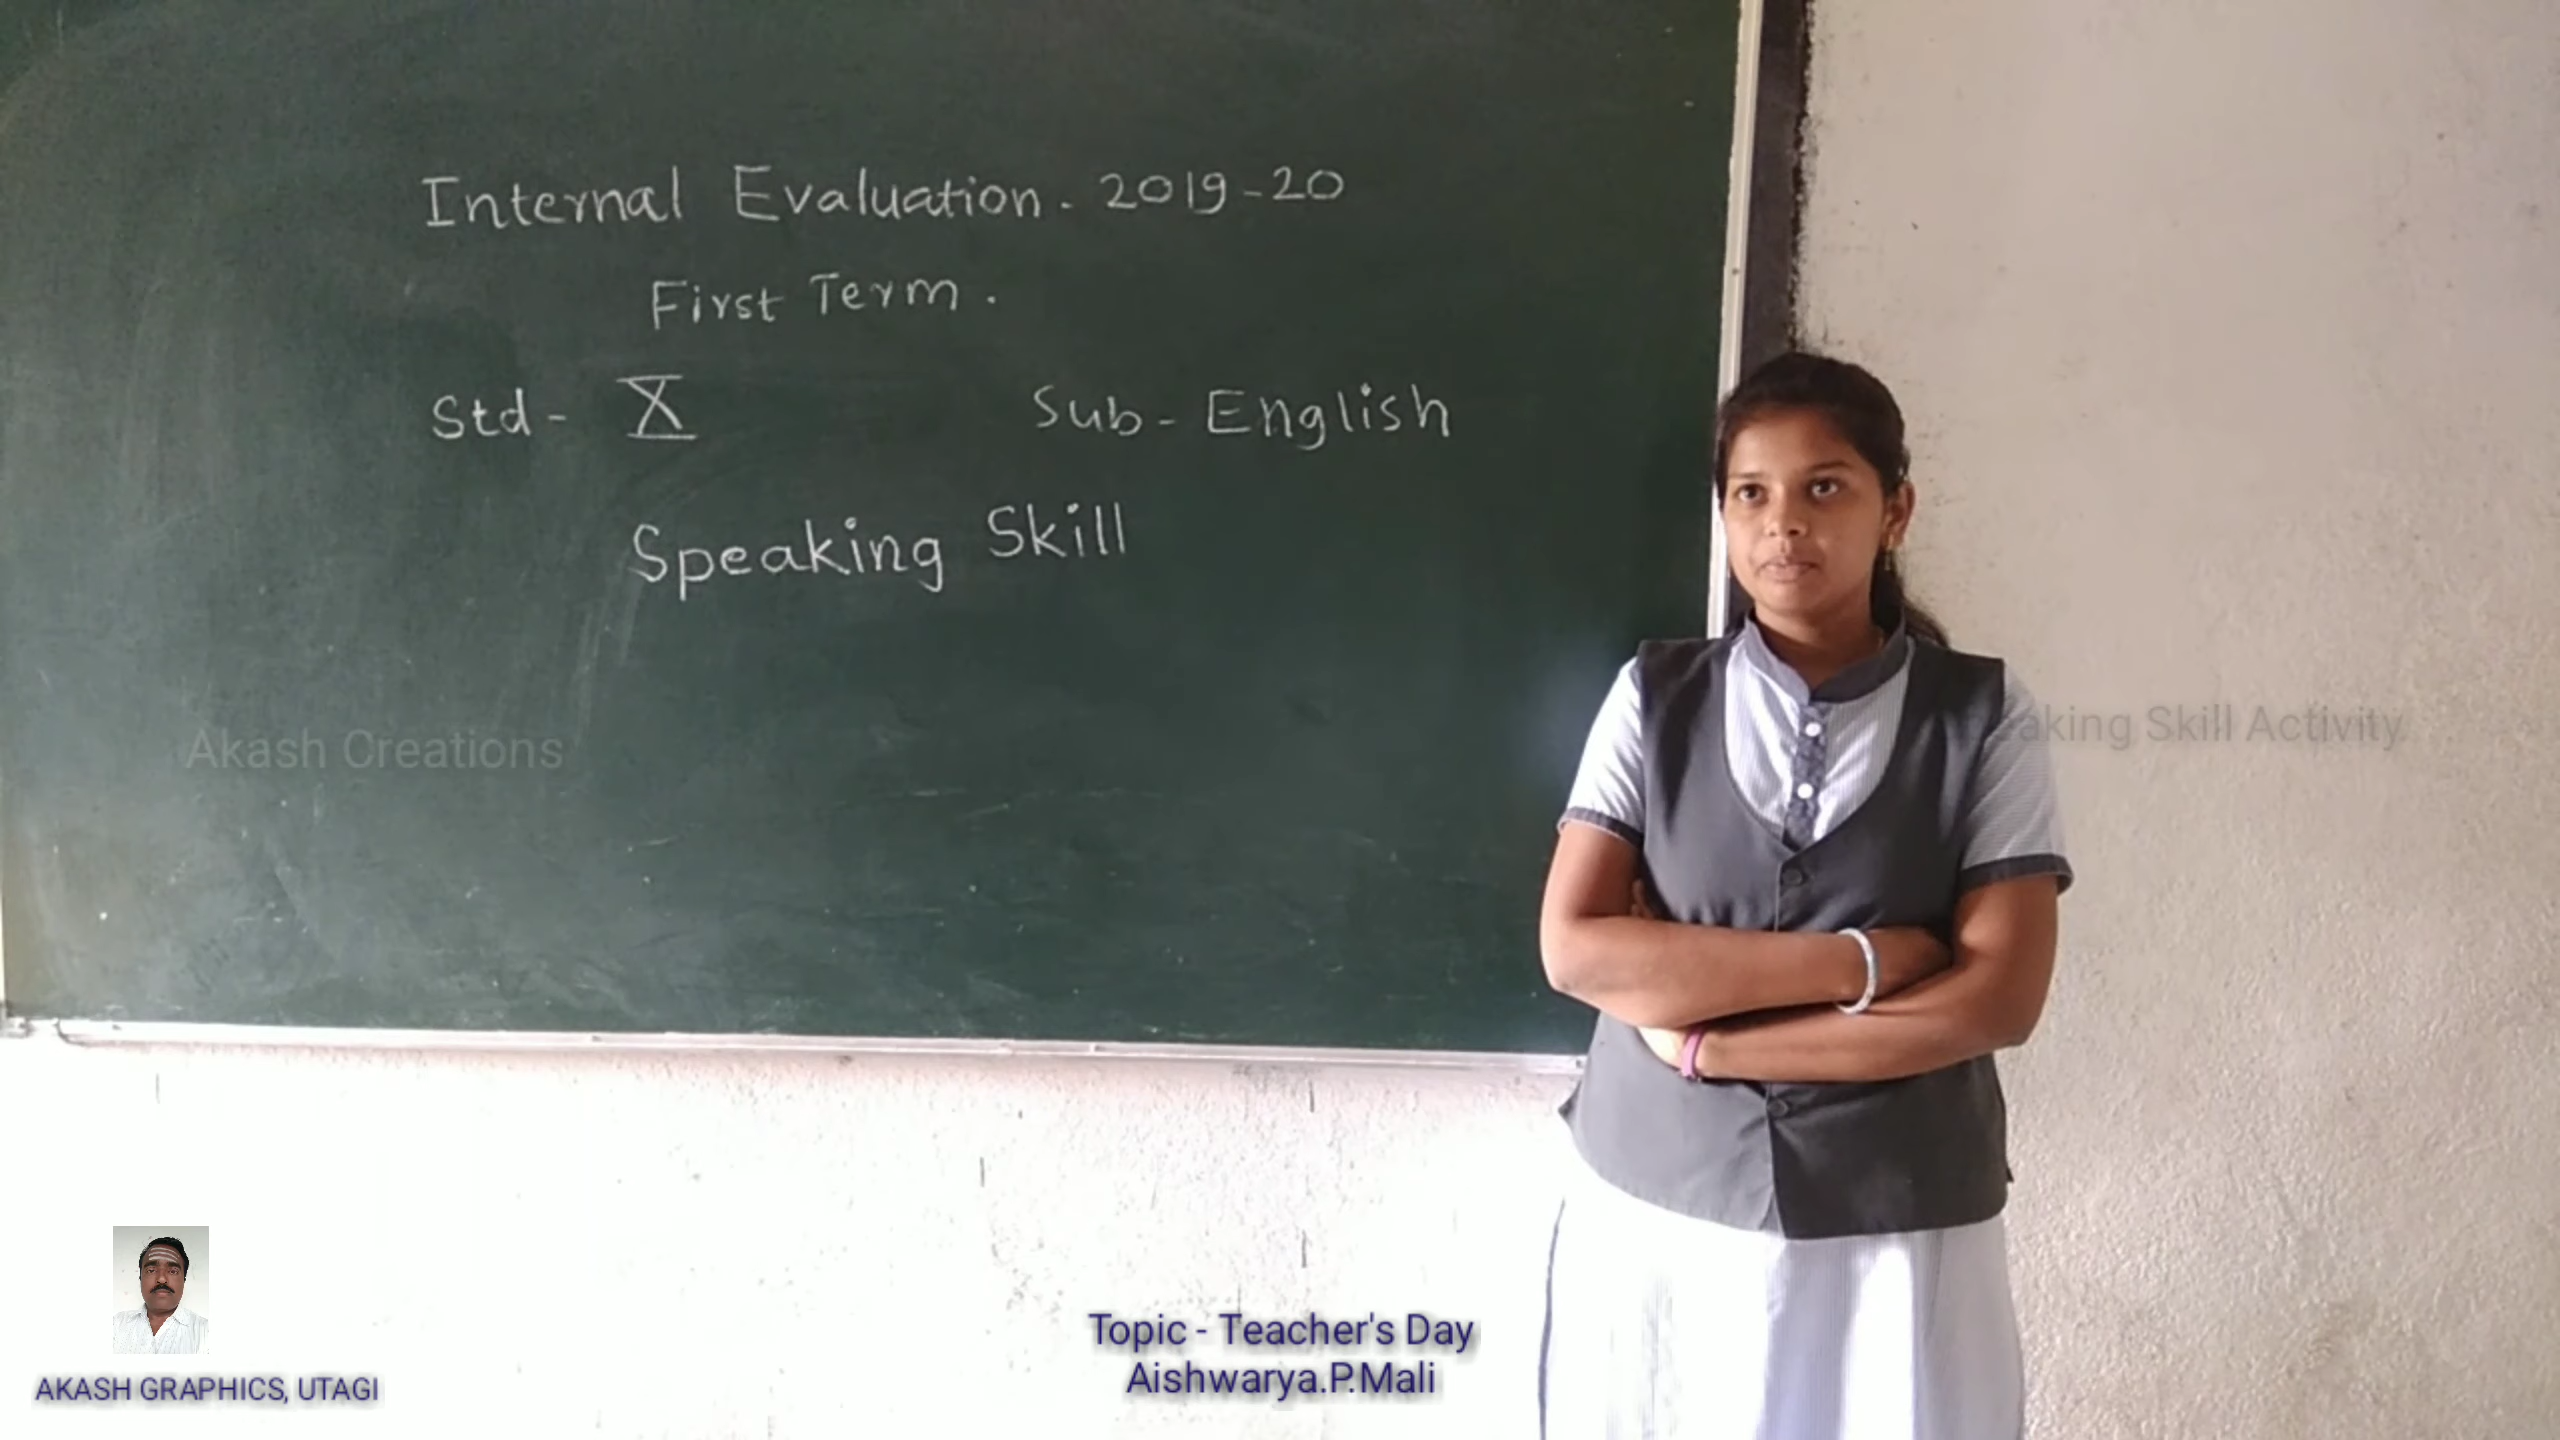 Internal Evaluation. 2019-20
First Term.
Std- X
Sub- English
Speaking Skill
Akash Creations
Skill Activity
Topic - Teacher's Day
Aishwarya.P.Mali
AKASH GRAPHICS, UTAGI